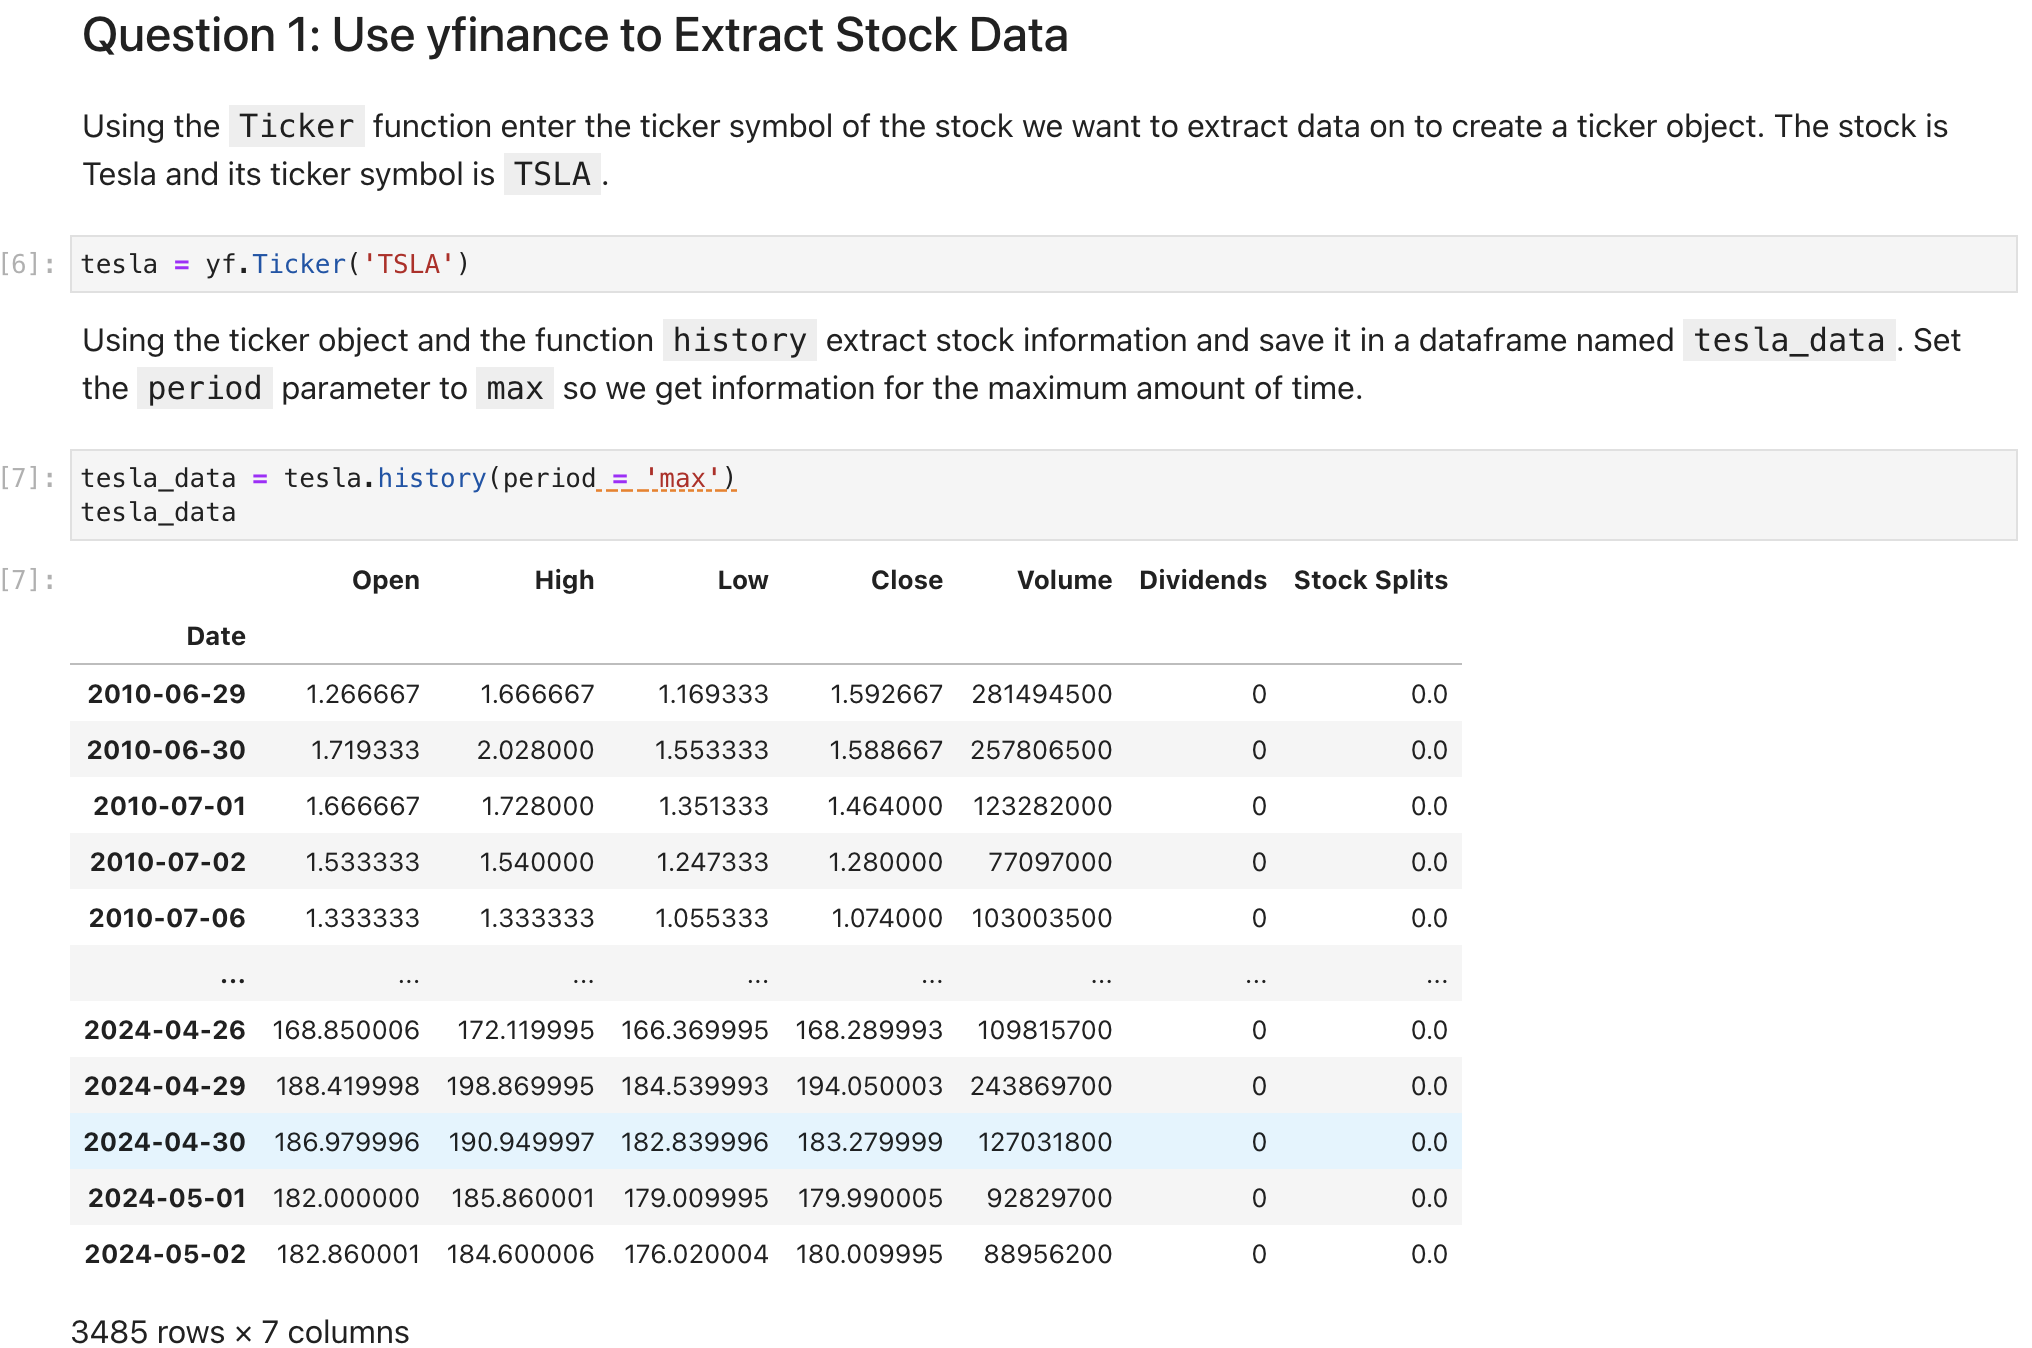 Question 1: Use yfinance to Extract Stock Data
Using the Ticker function enter the ticker symbol of the stock we want to extract data on to create a ticker object. The stock is
Tesla and its ticker symbol is TSLA.
[6]: tesla = yf.Ticker('TSLA')
Using the ticker object and the function history extract stock information and save it in a dataframe named tesla_data. Set
the period parameter to max so we get information for the maximum amount of time.
[7]: tesla_data = tesla.history(period = 'max')
tesla_data
[7]: Open High Low Close Volume Dividends Stock Splits
Date
2010-06-29 1.266667 1.666667 1.169333 1.592667 281494500 0 0.0
2010-06-30 1.719333 2.028000 1.553333 1.588667 257806500 0 0.0
2010-07-01 1.666667 1.728000 1.351333 1.464000 123282000 0 0.0
2010-07-02 1.533333 1.540000 1.247333 1.280000 77097000 0 0.0
2010-07-06 1.333333 1.333333 1.055333 1.074000 103003500 0 0.0
... ... ... ... ... ... ... ...
2024-04-26 168.850006 172.119995 166.369995 168.289993 109815700 0 0.0
2024-04-29 188.419998 198.869995 184.539993 194.050003 243869700 0 0.0
2024-04-30 186.979996 190.949997 182.839996 183.279999 127031800 0 0.0
2024-05-01 182.000000 185.860001 179.009995 179.990005 92829700 0 0.0
2024-05-02 182.860001 184.600006 176.020004 180.009995 88956200 0 0.0
3485 rows × 7 columns